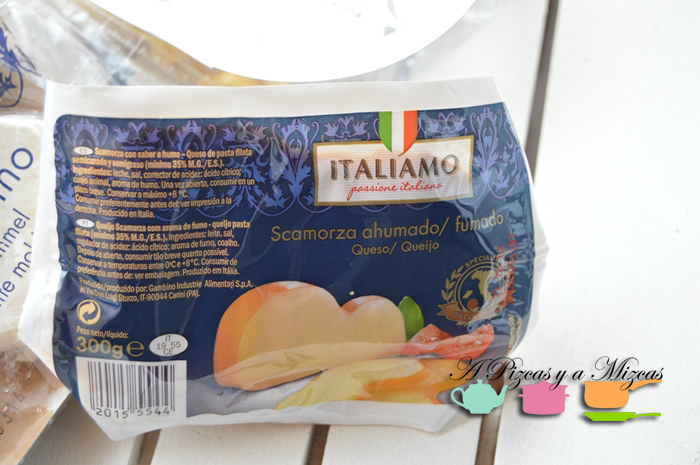 ES Scamorza con sabor a humo - Queso de pasta filata
semicurado y semigraso (mínimo 35% M.G./E.S.).
Ingredientes: leche, sal, corrector de acidez: ácido cítrico;
cuajo animal, aroma de humo. Una vez abierto, consumir en un
plazo breve. Conservar a máximo +8 °C.
Consumir preferentemente antes del: ver impresión a la
derecha. Producido en Italia.
PT Queijo Scamorza com aroma de fumo - queijo pasta
filata (mínimo 35% M.G./E.S.). Ingredientes: leite, sal,
regulador de acidez: ácido cítrico; aroma de fumo, coalho.
Depois de aberto, consumir tão breve quanto possível.
Conservar a temperaturas entre 0ºC e +8°C. Consumir de
preferência antes de: ver embalagem. Produzido em Itália.
Producido/produzido por: Gambino Industrie Alimentari S.p.A.
Via Don Luigi Sturzo, IT-90044 Carini (PA).
Peso neto/líquido:
300g e
IT
19 55
CE
2015 5544
ITALIAMO
passione italiana
Scamorza ahumado/ fumado
Queso/ Queijo
A Pizcas y a Mizcas